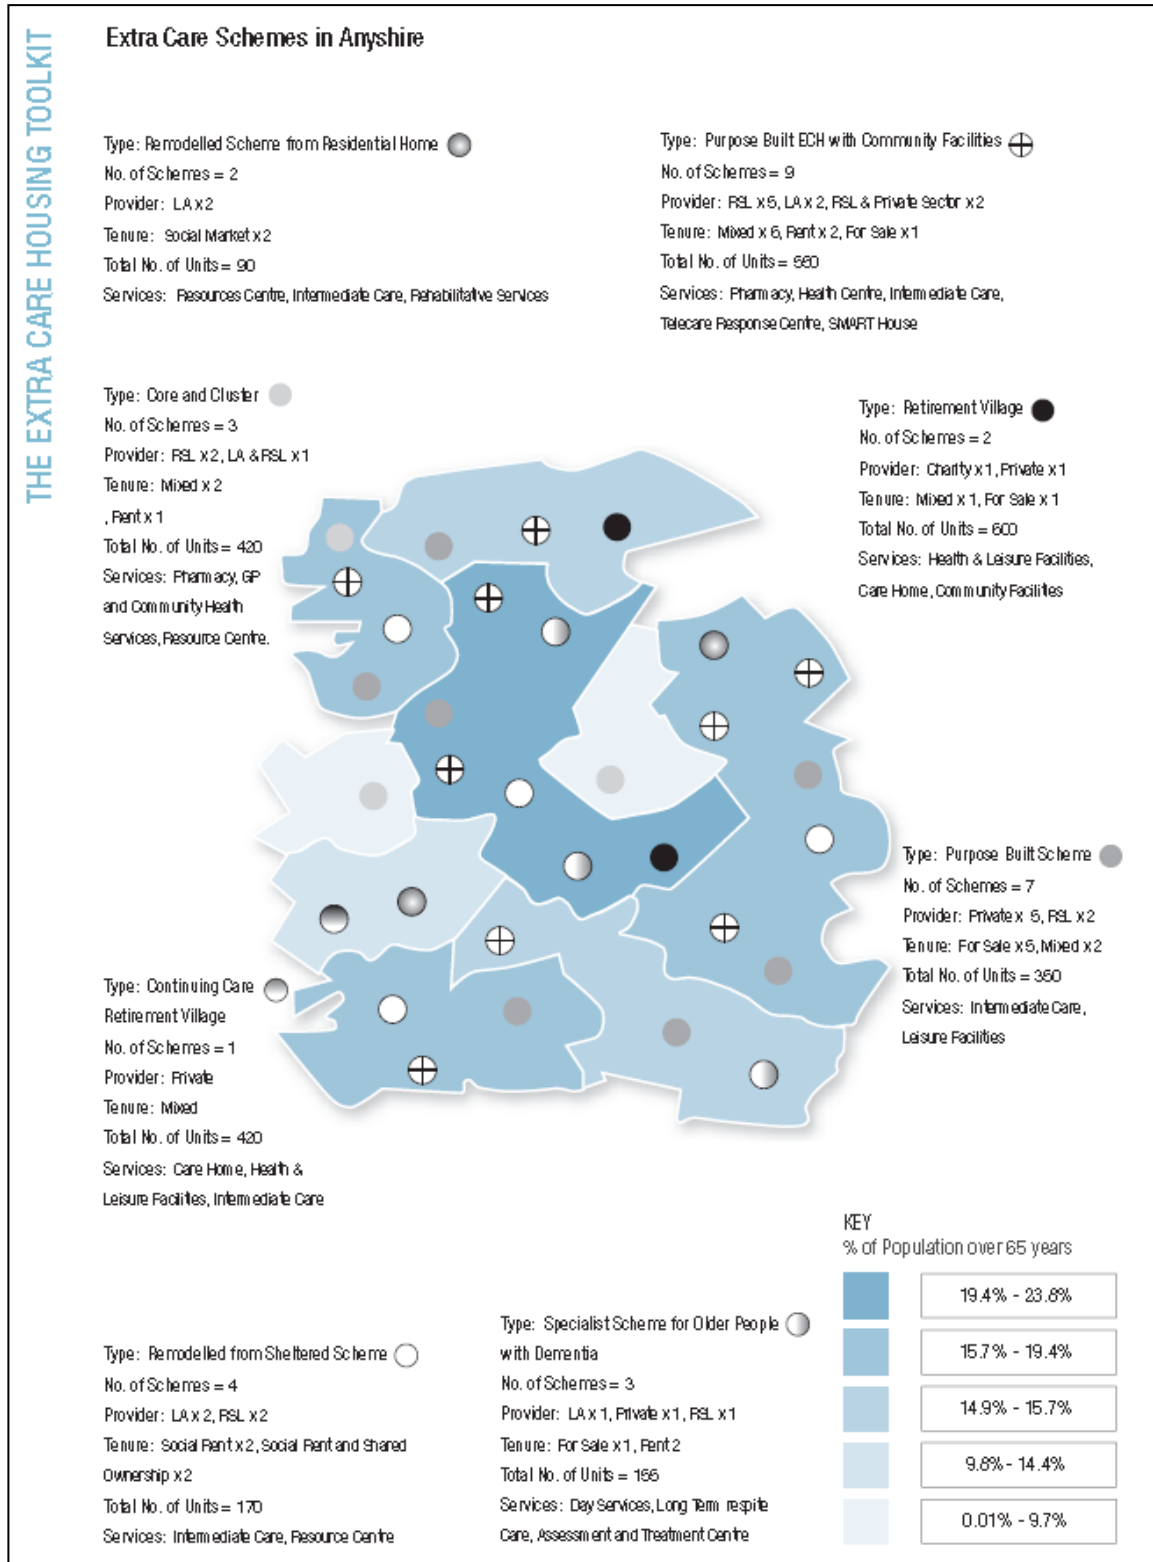 THE EXTRA CARE HOUSING TOOLKIT
Extra Care Schemes in Anyshire
Type: Remodelled Scheme from Residential Home
No. of Schemes = 2
Provider: LA x 2
Tenure: Social Market x 2
Total No. of Units = 90
Services: Resources Centre, Intermediate Care, Rehabilitative Services
Type: Purpose Built ECH with Community Facilities
No. of Schemes = 9
Provider: RSL x 5, LA x 2, RSL & Private Sector x 2
Tenure: Mixed x 6, Rent x 2, For Sale x 1
Total No. of Units =
Services: Pharmacy, Health Centre, Intermediate Care,
Telecare Response Centre, SMART House
Type: Core and Cluster
No. of Schemes = 3
Provider: RSL x 2, LA & RSL x 1
Tenure: Mixed x 2
, Rent x 1
Total No. of Units = 420
Services: Pharmacy, GP
and Community Health
Services, Resource Centre.
Type: Retirement Village
No. of Schemes = 2
Provider: Charity x 1, Private x 1
Tenure: Mixed x 1, For Sale x 1
Total No. of Units = 600
Services: Health & Leisure Facilities,
Care Home, Community Facilities
Type: Purpose Built Scheme
No. of Schemes = 7
Provider: Private x 5, RSL x 2
Tenure: For Sale x 5, Mixed x 2
Total No. of Units = 350
Services: Intermediate Care,
Leisure Facilities
Type: Continuing Care
Retirement Village
No. of Schemes = 1
Provider: Private
Tenure: Mixed
Total No. of Units = 420
Services: Care Home, Health &
Leisure Facilities, Intermediate Care
Type: Remodelled from Sheltered Scheme
No. of Schemes = 4
Provider: LA x 2, RSL x 2
Tenure: Social Rent x 2, Social Rent and Shared
Ownership x 2
Total No. of Units = 170
Services: Intermediate Care, Resource Centre
Type: Specialist Scheme for Older People
with Dementia
No. of Schemes = 3
Provider: LA x 1, Private x 1, RSL x 1
Tenure: For Sale x 1, Rent 2
Total No. of Units =
Services: Day Services, Long Term respite
Care, Assessment and Treatment Centre
KEY
% of Population over 65 years
19.4% - 23.8%
15.7% - 19.4%
14.9% - 15.7%
9.8% - 14.4%
0.01% - 9.7%